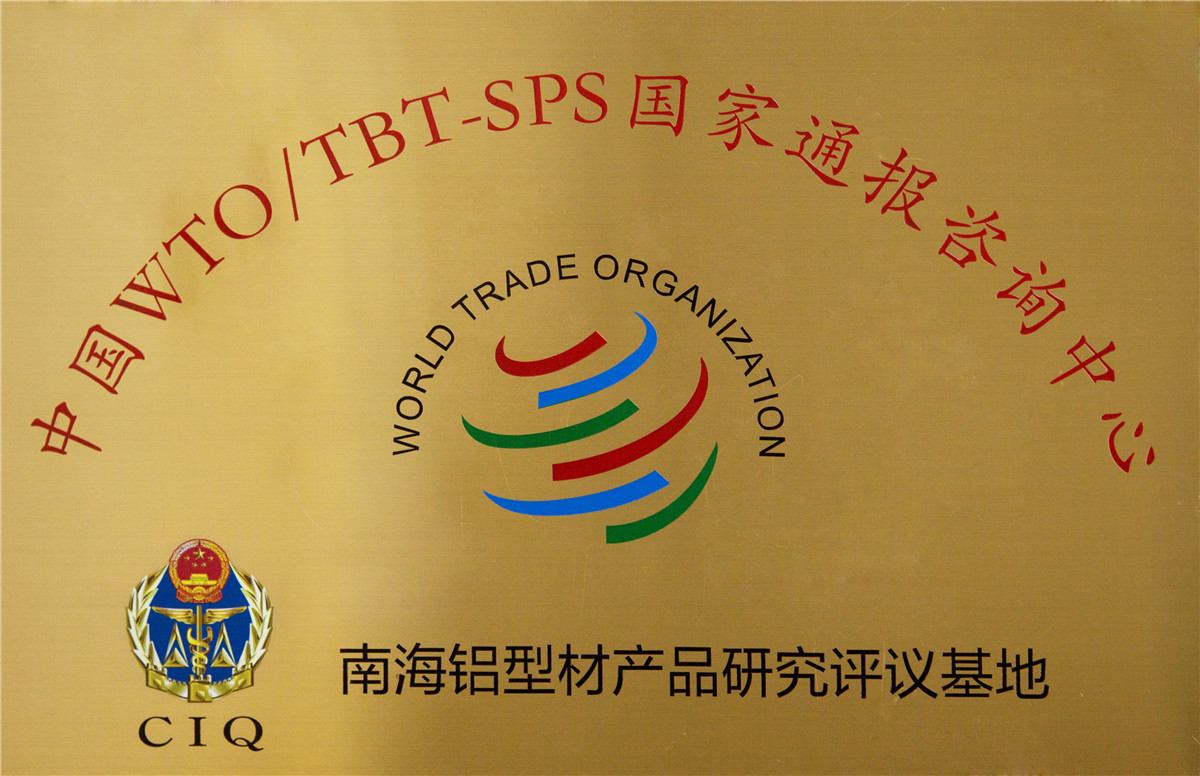 中国WTO/TBT-SPS国家通报咨询中心
WORLD TRADE ORGANIZATION
CIQ
南海铝型材产品研究评议基地